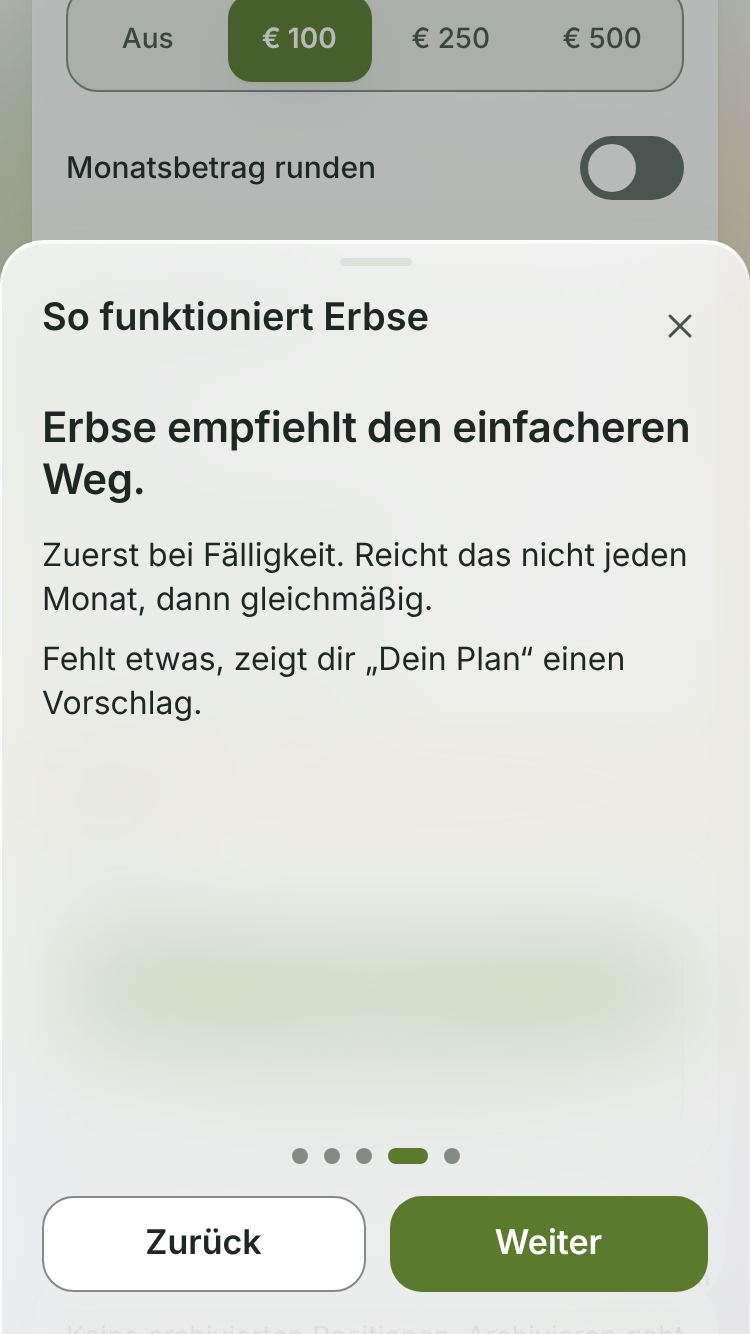 Aus € 100 € 250 € 500
Monatsbetrag runden
So funktioniert Erbse
Erbse empfiehlt den einfacheren
Weg.
Zuerst bei Fälligkeit. Reicht das nicht jeden
Monat, dann gleichmäßig.
Fehlt etwas, zeigt dir „Dein Plan“ einen
Vorschlag.
Zurück Weiter